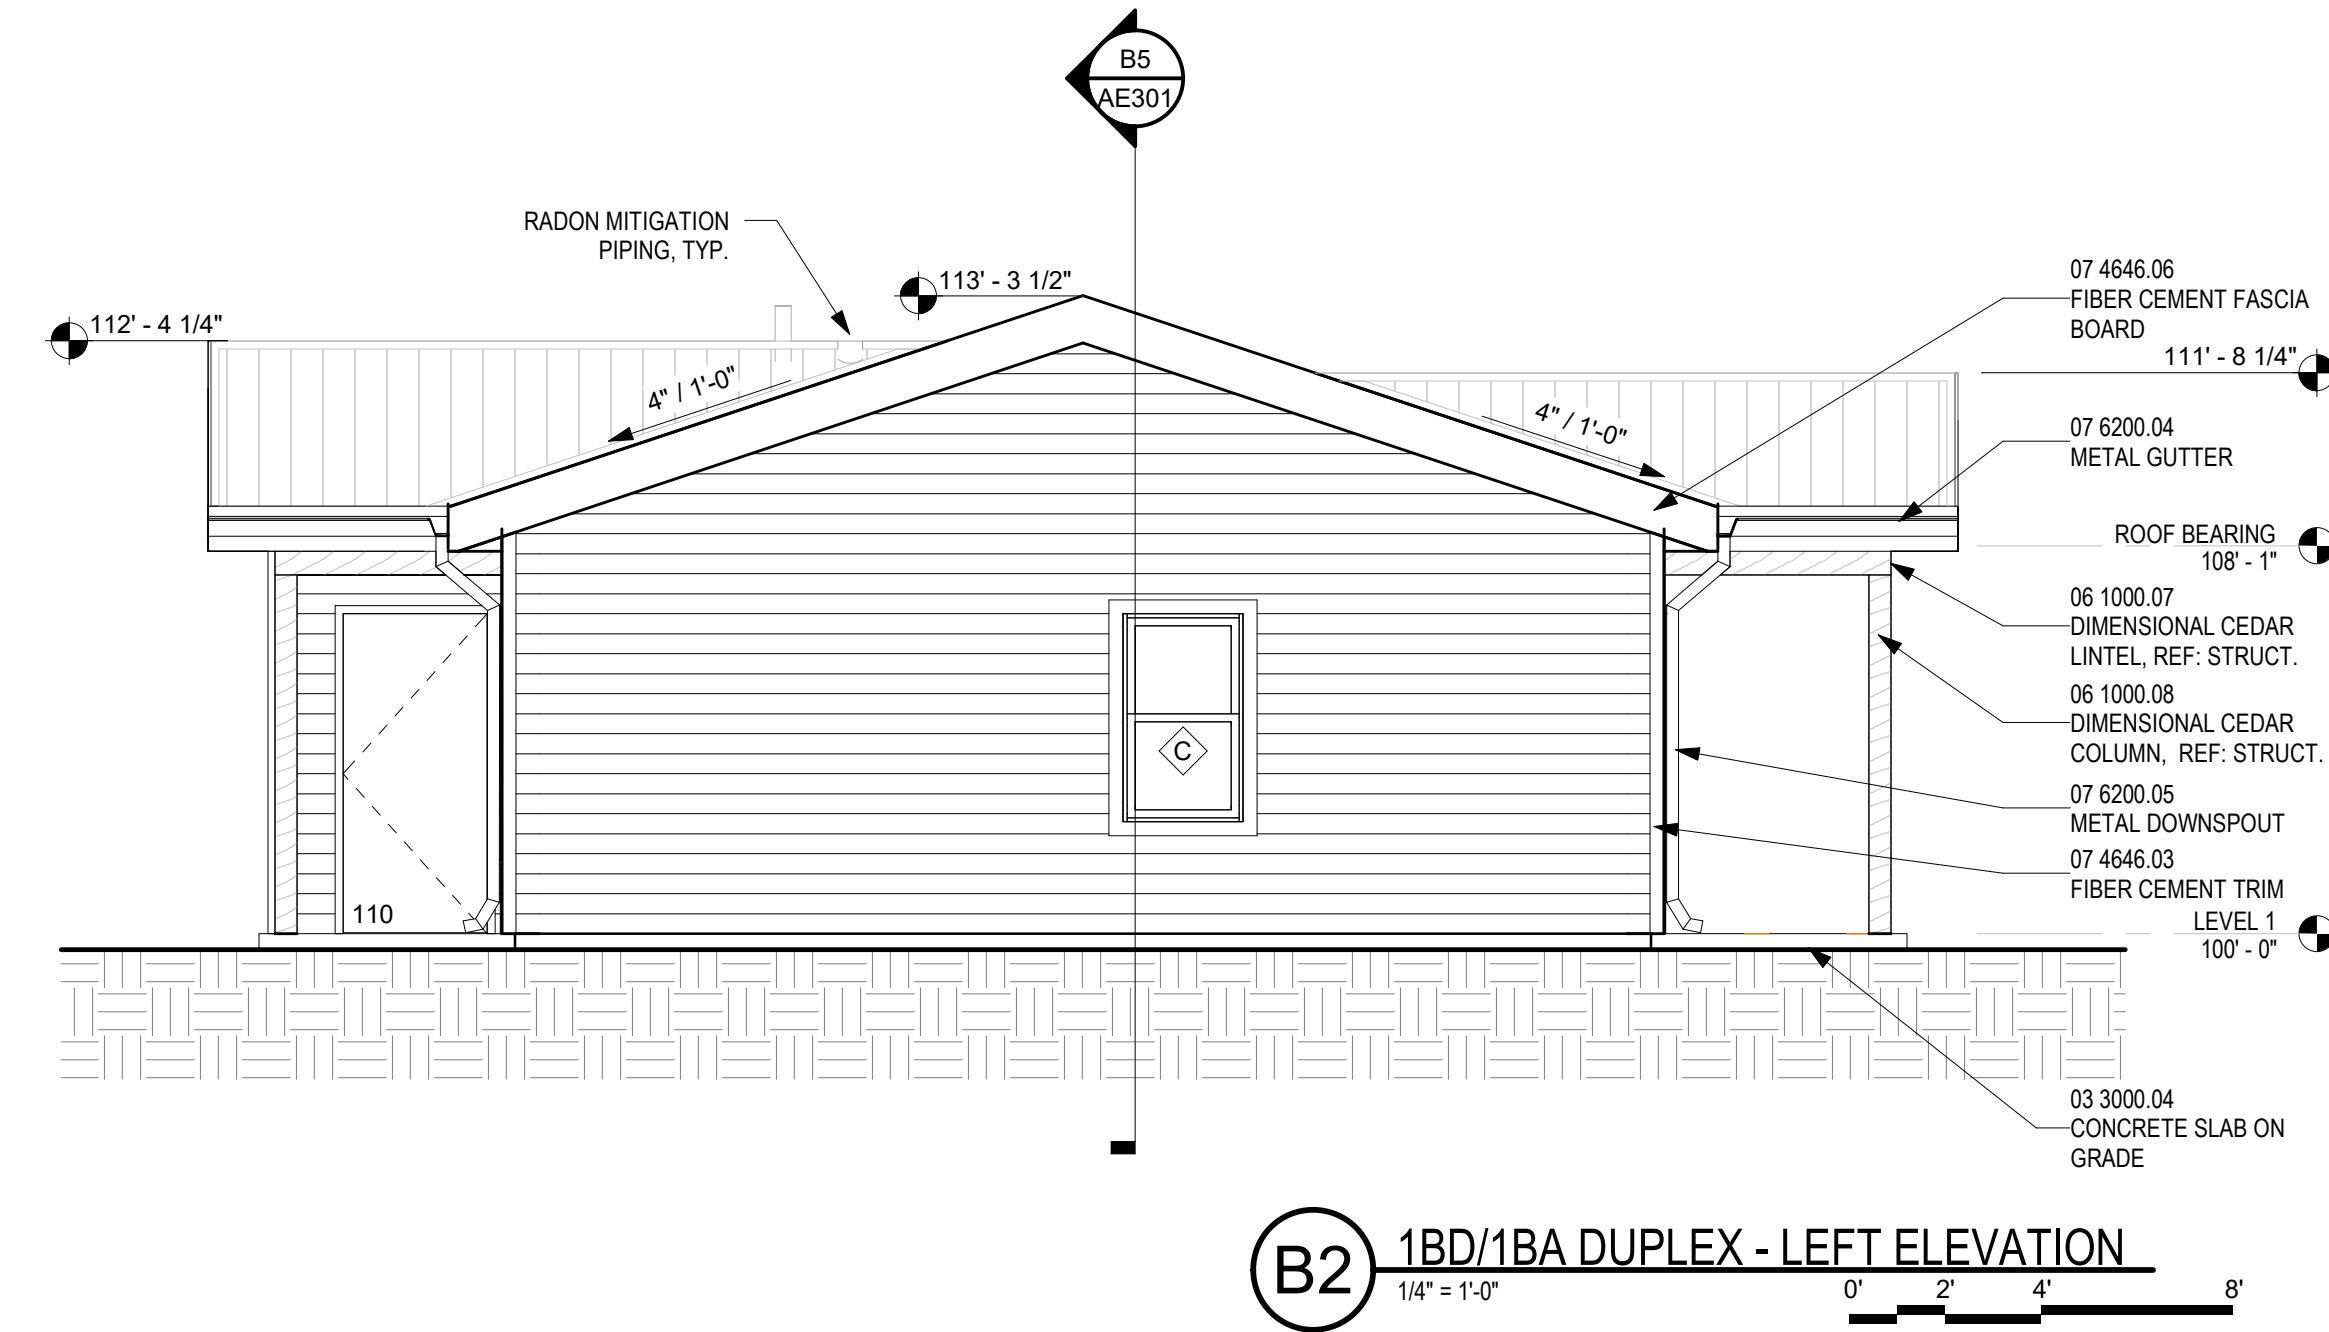 B5
AE301
RADON MITIGATION
PIPING, TYP.
113' - 3 1/2"
112' - 4 1/4"
4" / 1'-0"
4" / 1'-0"
07 4646.06
FIBER CEMENT FASCIA
BOARD
111' - 8 1/4"
07 6200.04
METAL GUTTER
ROOF BEARING
108' - 1"
06 1000.07
DIMENSIONAL CEDAR
LINTEL, REF: STRUCT.
06 1000.08
DIMENSIONAL CEDAR
COLUMN, REF: STRUCT.
C
07 6200.05
METAL DOWNSPOUT
07 4646.03
FIBER CEMENT TRIM
110
LEVEL 1
100' - 0"
03 3000.04
CONCRETE SLAB ON
GRADE
B2
1BD/1BA DUPLEX - LEFT ELEVATION
1/4" = 1'-0"
0' 2' 4' 8'